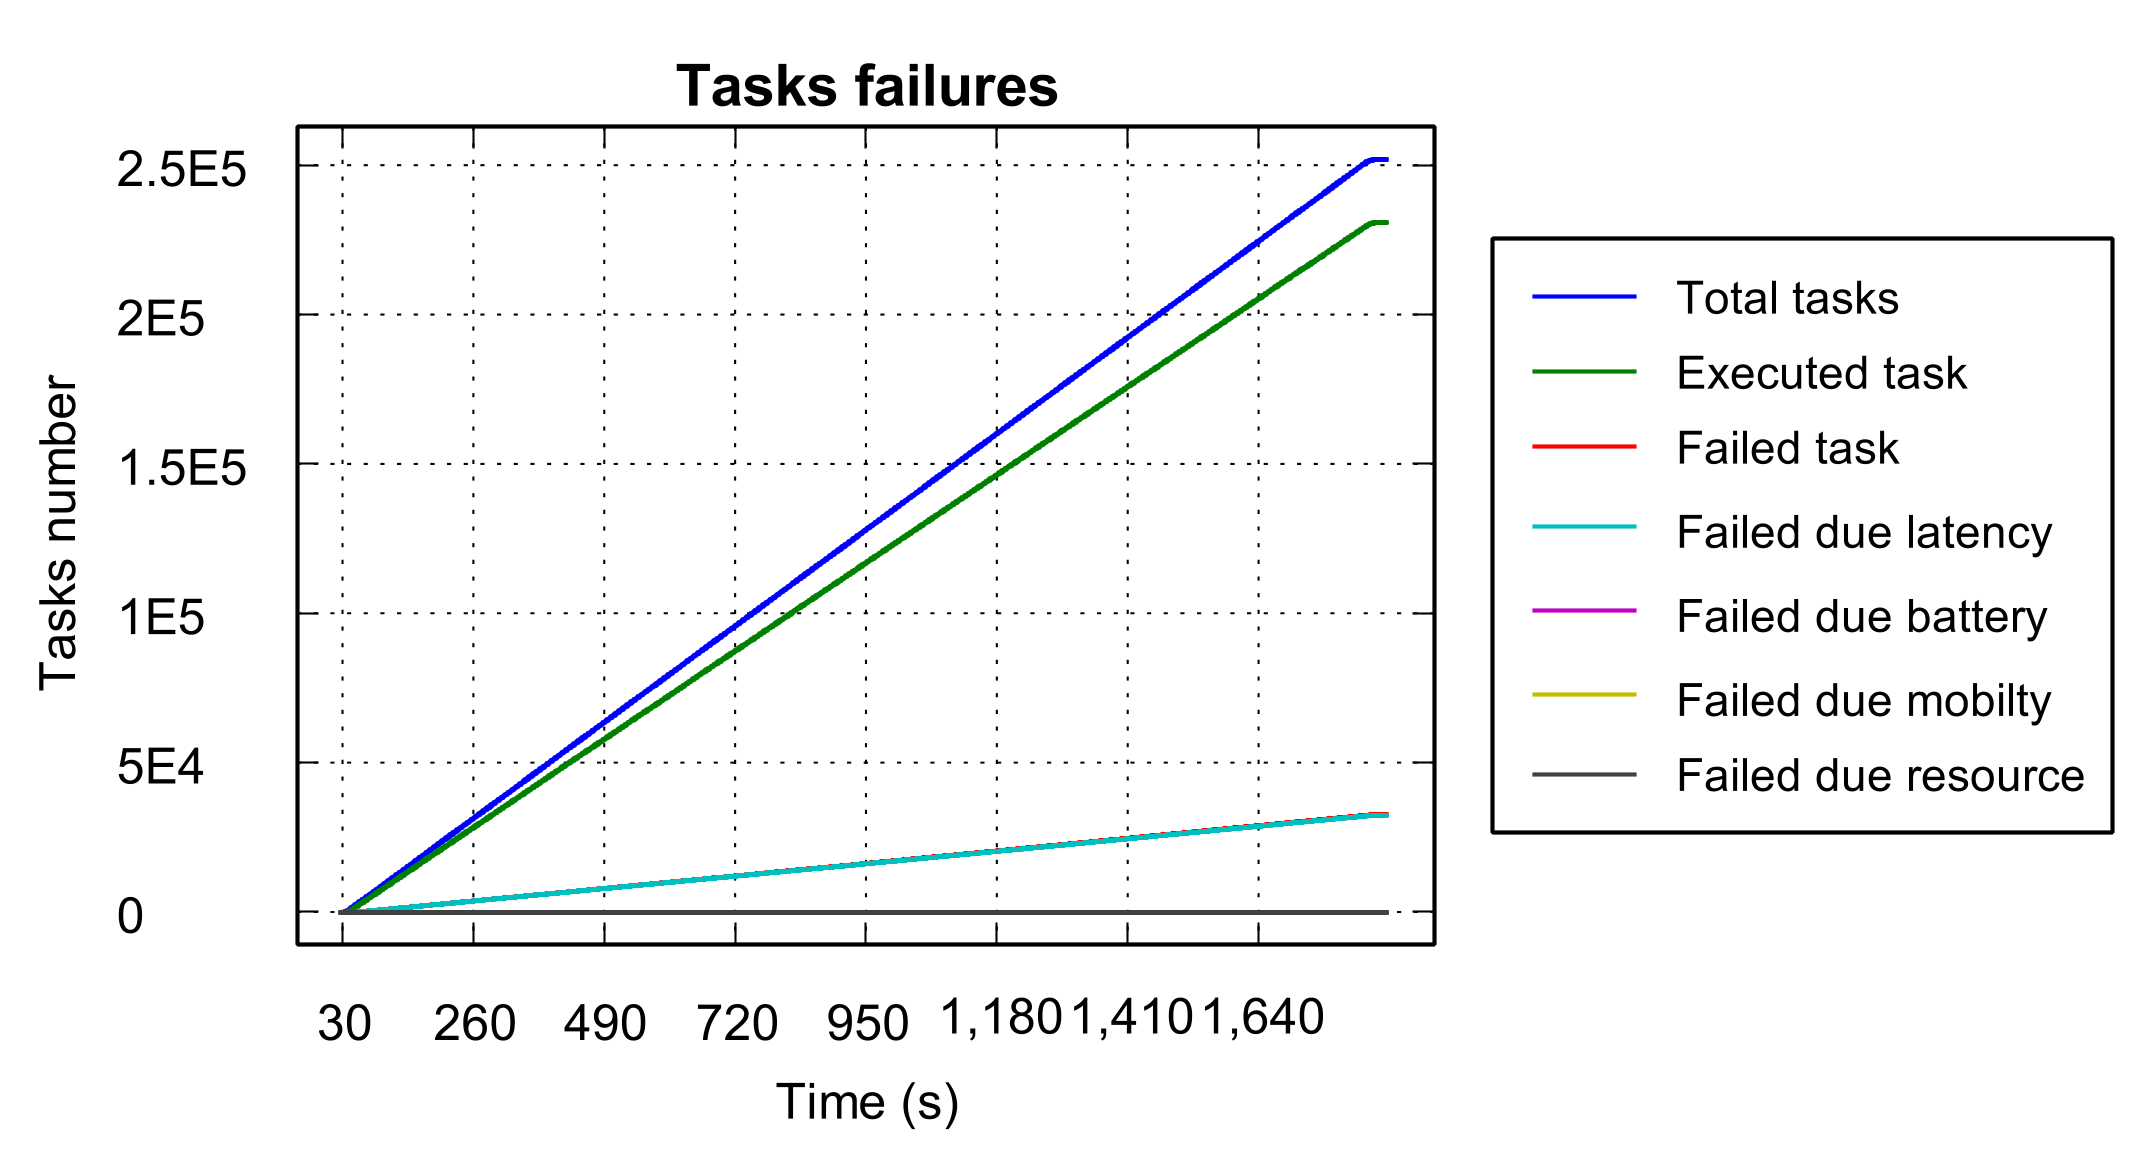 Tasks failures
2.5E5
2E5
1.5E5
1E5
5E4
0
Tasks number
30 260 490 720 950 1,180 1,410 1,640
Time (s)
Total tasks
Executed task
Failed task
Failed due latency
Failed due battery
Failed due mobilty
Failed due resource